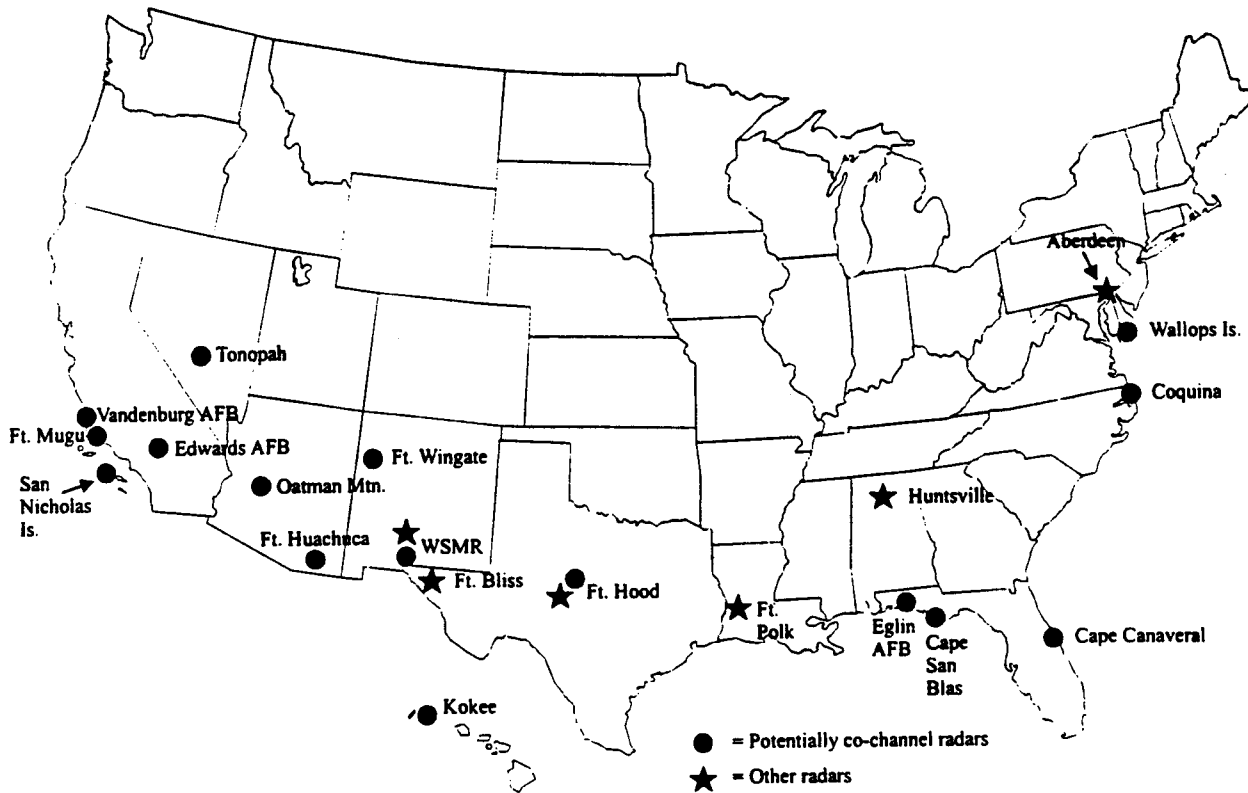 Aberdeen
Wallops Is.
Tonopah
Coquina
Vandenburg AFB
Ft. Mugu
Edwards AFB
Ft. Wingate
San
Nicholas
Is.
Oatman Mtn.
Huntsville
Ft. Huachuca
WSMR
Ft. Bliss
Ft. Hood
Ft.
Polk
Eglin
AFB
Cape
San
Blas
Cape Canaveral
Kokee
= Potentially co-channel radars
= Other radars